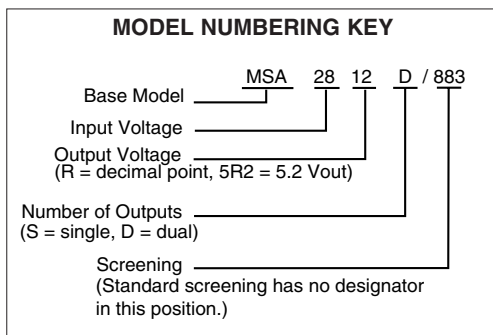 MODEL NUMBERING KEY
MSA 28 12 D / 883
Base Model
Input Voltage
Output Voltage
(R = decimal point, 5R2 = 5.2 Vout)
Number of Outputs
(S = single, D = dual)
Screening
(Standard screening has no designator
in this position.)